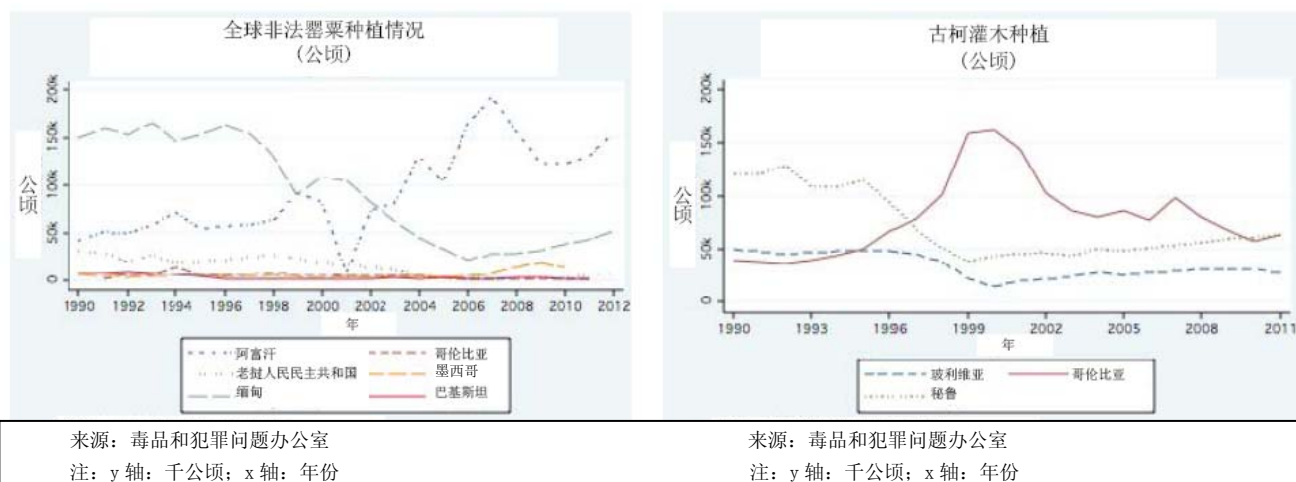 全球非法罂粟种植情况
(公顷)
200k
150k
100k
50k
0
公顷
1990 1992 1994 1996 1998 2000 2002 2004 2006 2008 2010 2012
年
阿富汗 哥伦比亚
老挝人民民主共和国 墨西哥
缅甸 巴基斯坦
来源：毒品和犯罪问题办公室
注：y 轴：千公顷；x 轴：年份
古柯灌木种植
(公顷)
200k
150k
100k
50k
0
公顷
1990 1993 1996 1999 2002 2005 2008 2011
年
玻利维亚 哥伦比亚
秘鲁
来源：毒品和犯罪问题办公室
注：y 轴：千公顷；x 轴：年份